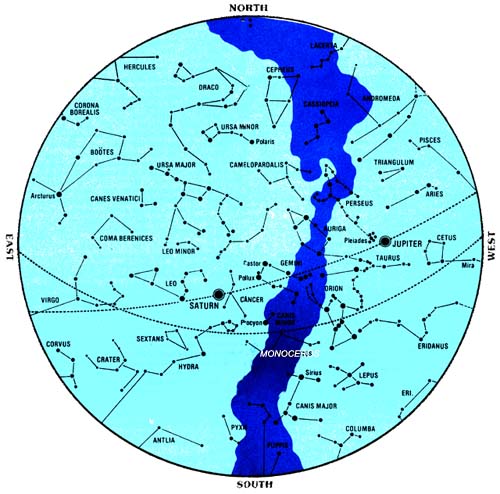 NORTH
LACERTA
HERCULES
CEPHEUS
DRACO
ANDROMEDA
CORONA
BOREALIS
CASSIOPEIA
URSA MINOR
Polaris
PISCES
BOÖTES
URSA MAJOR
CAMELOPARDALIS
TRIANGULUM
Arcturus
CANES VENATICI
PERSEUS
ARIES
COMA BERENICES
AURIGA
Pleiades
JUPITER
CETUS
EAST
WEST
LEO MINOR
Castor
GEMINI
TAURUS
Mira
Pollux
LEO
ORION
VIRGO
SATURN
CÂNCER
Procyon
CANIS
MINOR
SEXTANS
MONOCEROS
ERIDANUS
CORVUS
CRATER
HYDRA
Sirius
LEPUS
ERI.
CANIS MAJOR
PYXIS
COLUMBA
ANTLIA
PUPPIS
SOUTH